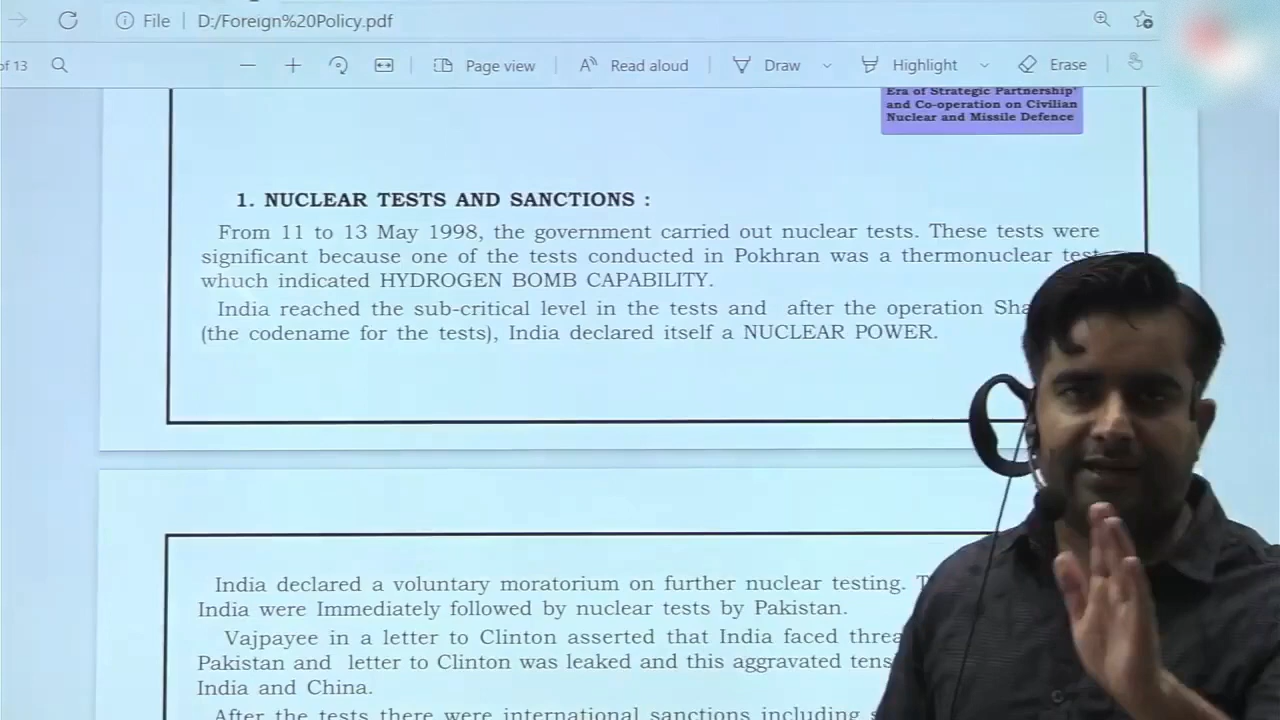 File D:/Foreign%20Policy.pdf
of 13
Page view
Read aloud
Draw
Highlight
Erase
Era of Strategic Partnership'
and Co-operation on Civilian
Nuclear and Missile Defence
1. NUCLEAR TESTS AND SANCTIONS :
From 11 to 13 May 1998, the government carried out nuclear tests. These tests were
significant because one of the tests conducted in Pokhran was a thermonuclear test
whuch indicated HYDROGEN BOMB CAPABILITY.
India reached the sub-critical level in the tests and after the operation Sha
(the codename for the tests), India declared itself a NUCLEAR POWER.
India declared a voluntary moratorium on further nuclear testing.
India were Immediately followed by nuclear tests by Pakistan.
Vajpayee in a letter to Clinton asserted that India faced threa
Pakistan and letter to Clinton was leaked and this aggravated tens
India and China.
After the tests there were international sanctions including